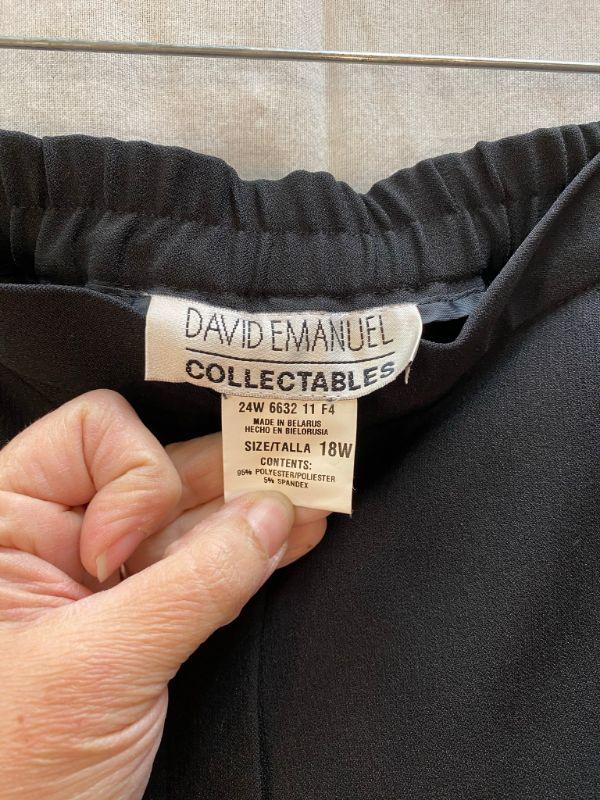 DAVID EMANUEL
COLLECTABLES
24W 6632 11 F4
MADE IN BELARUS
HECHO EN BIELORUSIA
SIZE/TALLA 18W
CONTENTS:
95% POLYESTER/POLIESTER
5% SPANDEX